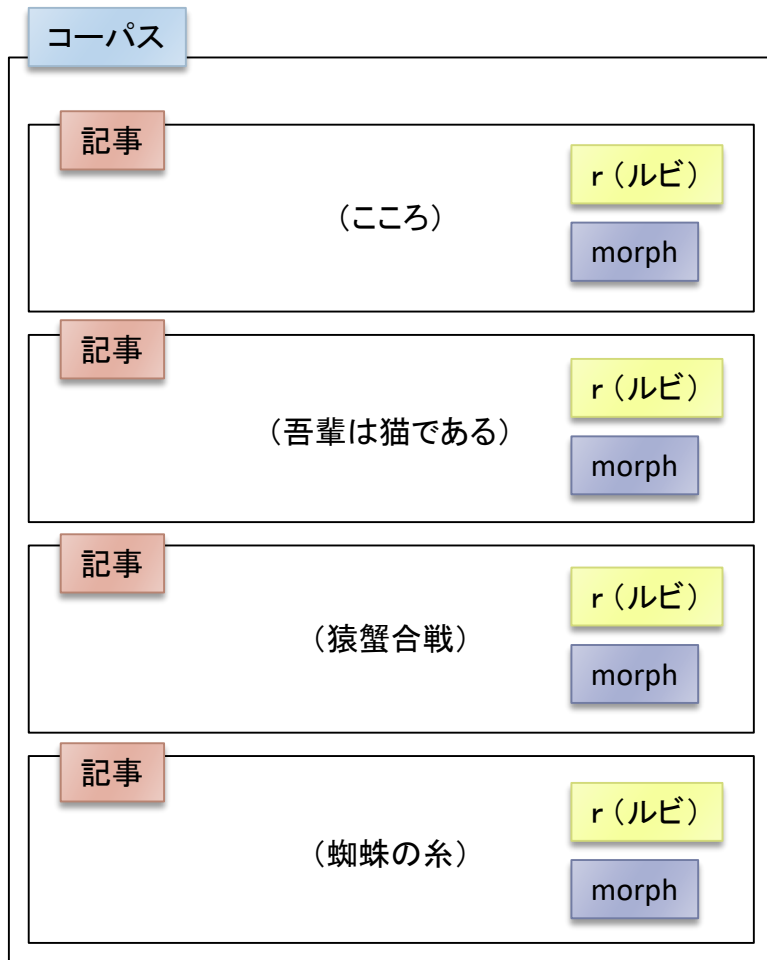 コーパス
記事
r（ルビ）
（こころ）
morph
記事
r（ルビ）
（吾輩は猫である）
morph
記事
r（ルビ）
（猿蟹合戦）
morph
記事
r（ルビ）
（蜘蛛の糸）
morph